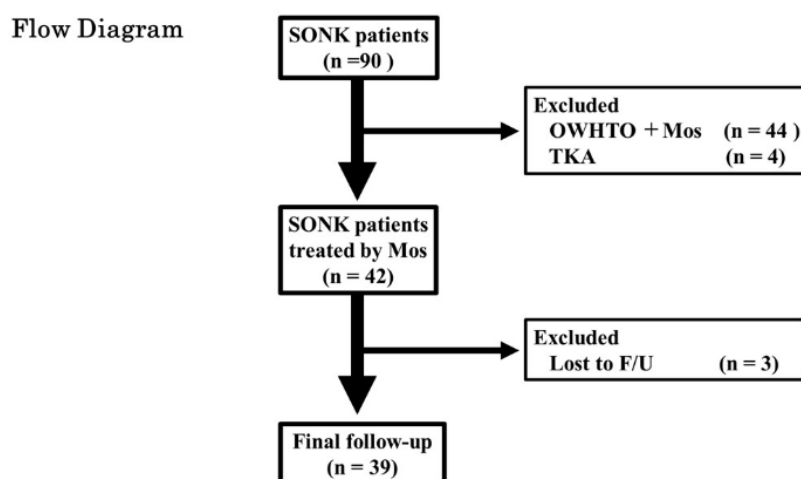 Flow Diagram
SONK patients
(n =90 )
Excluded
OWHTO + Mos (n = 44 )
TKA (n = 4)
SONK patients
treated by Mos
(n = 42)
Excluded
Lost to F/U (n = 3)
Final follow-up
(n = 39)